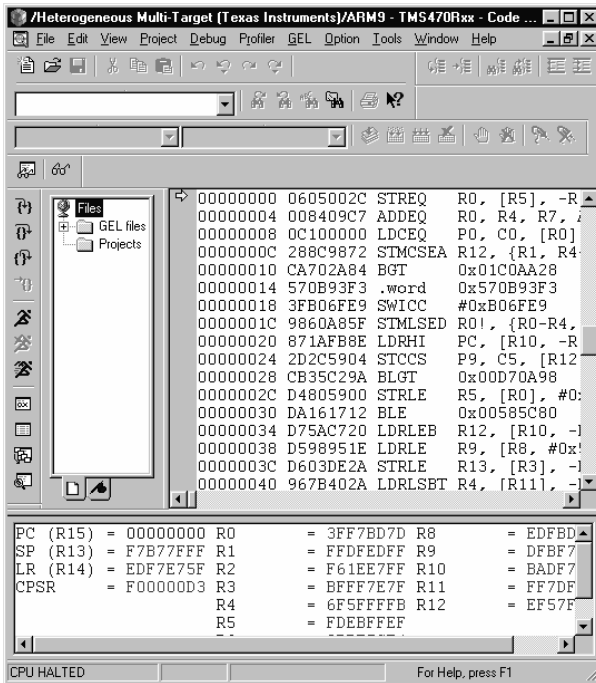 /Heterogeneous Multi-Target (Texas Instruments)/ARM9 - TMS470Rxx - Code ...
File Edit View Project Debug Profiler GEL Option Tools Window Help
Files
GEL files
Projects
00000000 0605002C STREQ R0, [R5], -R
00000004 008409C7 ADDEQ R0, R4, R7,
00000008 0C100000 LDCEQ P0, C0, [R0]
0000000C 288C9872 STMCSEA R12, {R1, R4-
00000010 CA702A84 BGT 0x01C0AA28
00000014 570B93F3 .word 0x570B93F3
00000018 3FB06FE9 SWICC #0xB06FE9
0000001C 9860A85F STMLSED R0!, {R0-R4,
00000020 871AFB8E LDRHI PC, [R10, -R
00000024 2D2C5904 STCCS P9, C5, [R12
00000028 CB35C29A BLGT 0x00D70A98
0000002C D4805900 STRLE R5, [R0], #0
00000030 DA161712 BLE 0x00585C80
00000034 D75AC720 LDRLEB R12, [R10, -
00000038 D598951E LDRLE R9, [R8, #0x
0000003C D603DE2A STRLE R13, [R3], -
00000040 967B402A LDRLSBT R4, [R11], -
PC (R15) = 00000000 R0 = 3FF7BD7D R8 = EDFBD
SP (R13) = F7B77FFF R1 = FFDFEDFF R9 = DFBF7
LR (R14) = EDF7E75F R2 = F61EE7FF R10 = BADF7
CPSR = F00000D3 R3 = BFFF7E7F R11 = FF7DF
R4 = 6F5FFFFB R12 = EF57F
R5 = FDEBFFEF
CPU HALTED For Help, press F1